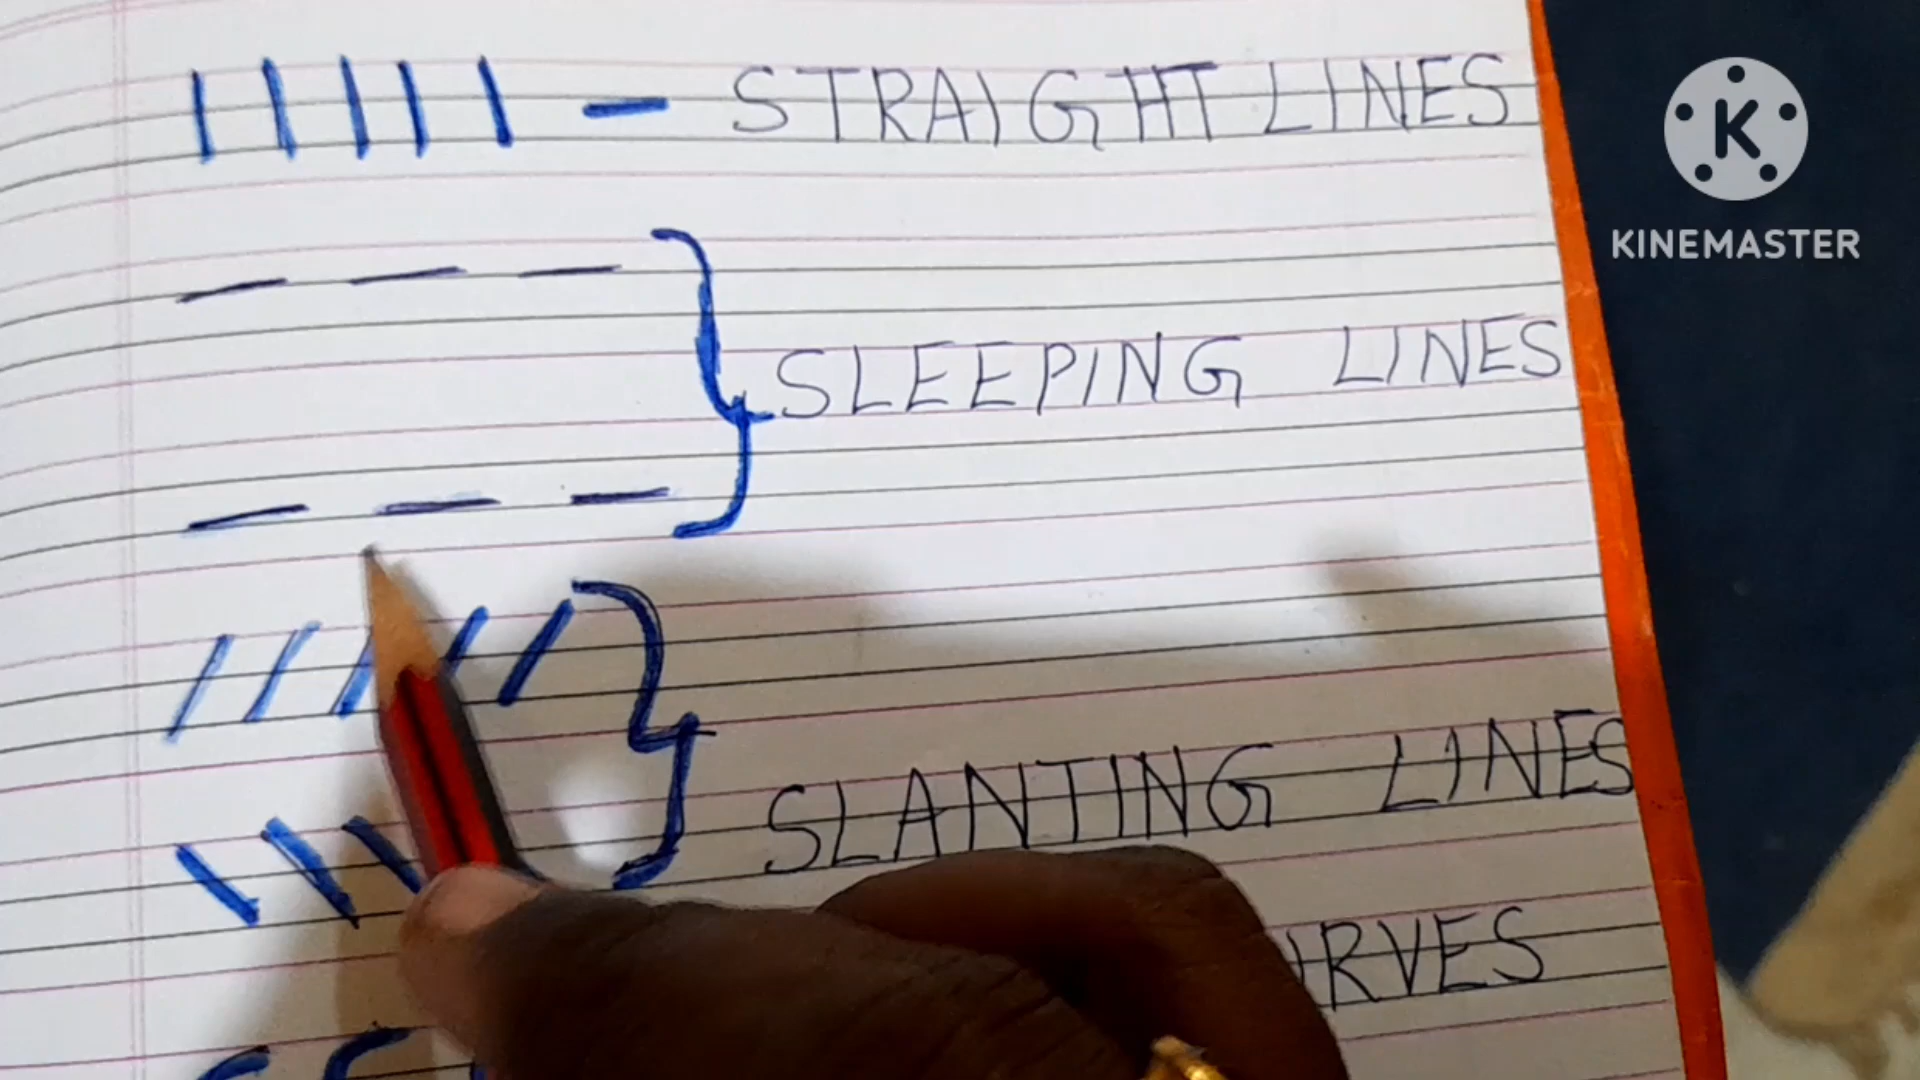 – STRAIGHT LINES
SLEEPING LINES
SLANTING LINES
K
KINEMASTER